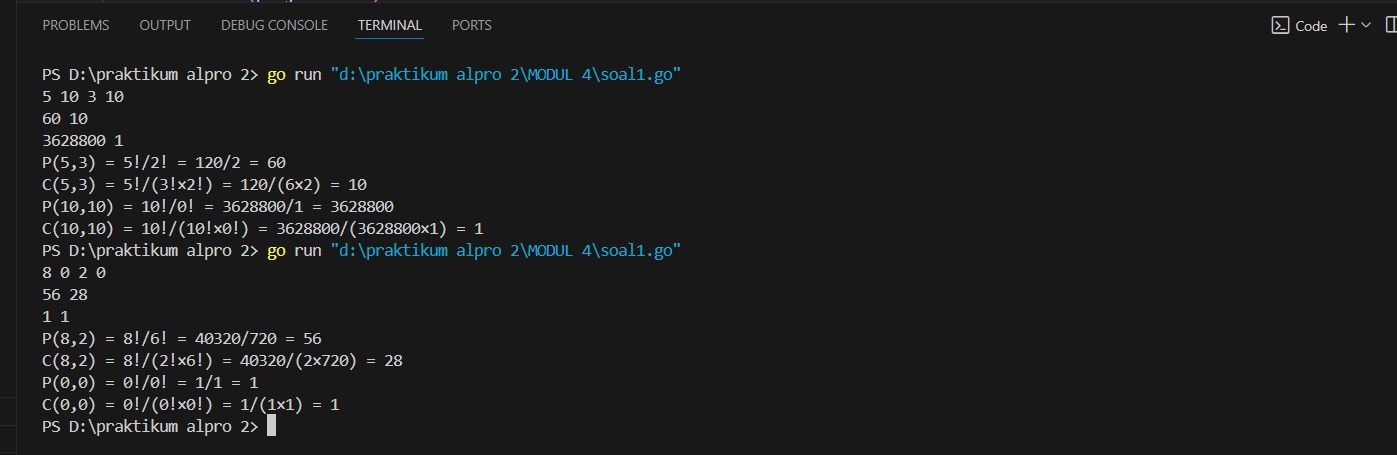 PROBLEMS OUTPUT DEBUG CONSOLE TERMINAL PORTS Code
PS D:\praktikum alpro 2> go run "d:\praktikum alpro 2\MODUL 4\soal1.go"
5 10 3 10
60 10
3628800 1
P(5,3) = 5!/2! = 120/2 = 60
C(5,3) = 5!/(3!×2!) = 120/(6×2) = 10
P(10,10) = 10!/0! = 3628800/1 = 3628800
C(10,10) = 10!/(10!×0!) = 3628800/(3628800×1) = 1
PS D:\praktikum alpro 2> go run "d:\praktikum alpro 2\MODUL 4\soal1.go"
8 0 2 0
56 28
1 1
P(8,2) = 8!/6! = 40320/720 = 56
C(8,2) = 8!/(2!×6!) = 40320/(2×720) = 28
P(0,0) = 0!/0! = 1/1 = 1
C(0,0) = 0!/(0!×0!) = 1/(1×1) = 1
PS D:\praktikum alpro 2>